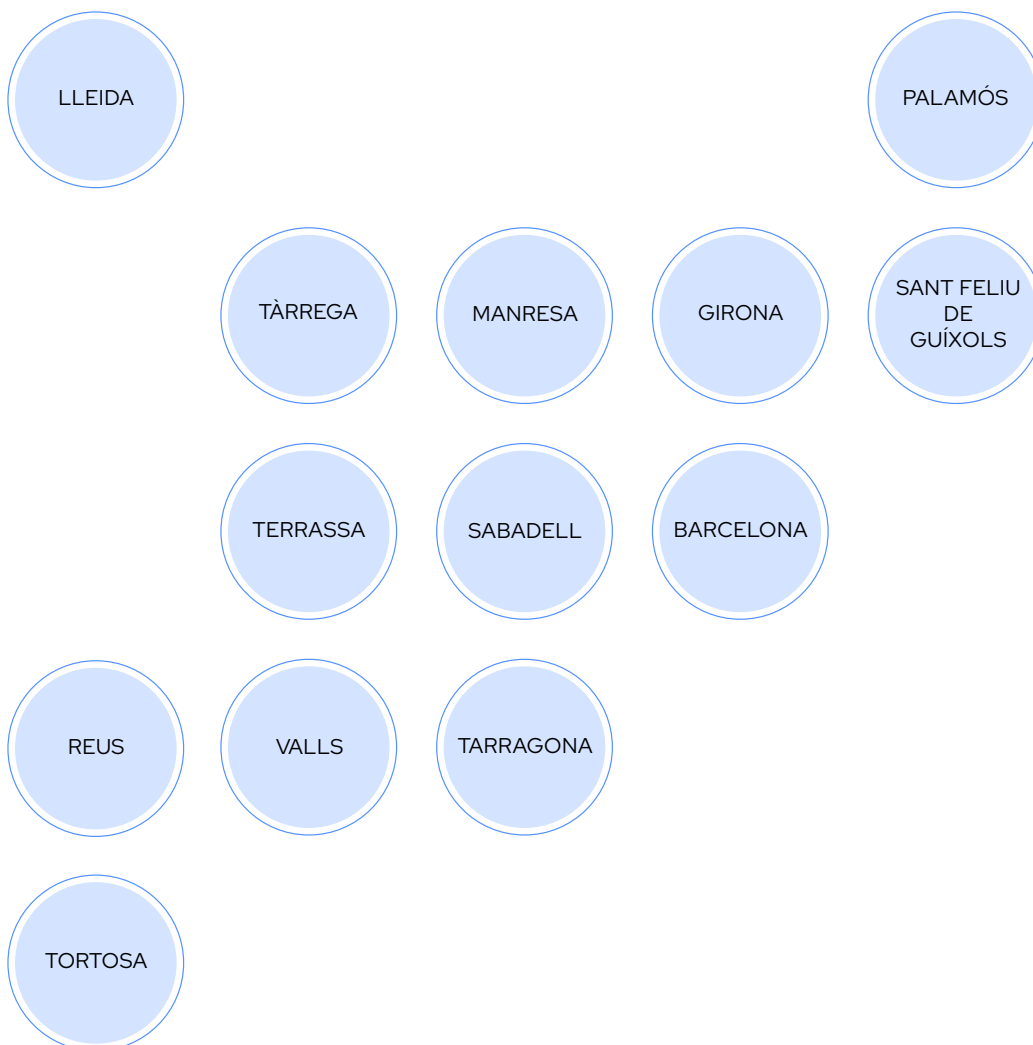 LLEIDA
PALAMÓS
TÀRREGA
MANRESA
GIRONA
SANT FELIU
DE
GUÍXOLS
TERRASSA
SABADELL
BARCELONA
REUS
VALLS
TARRAGONA
TORTOSA